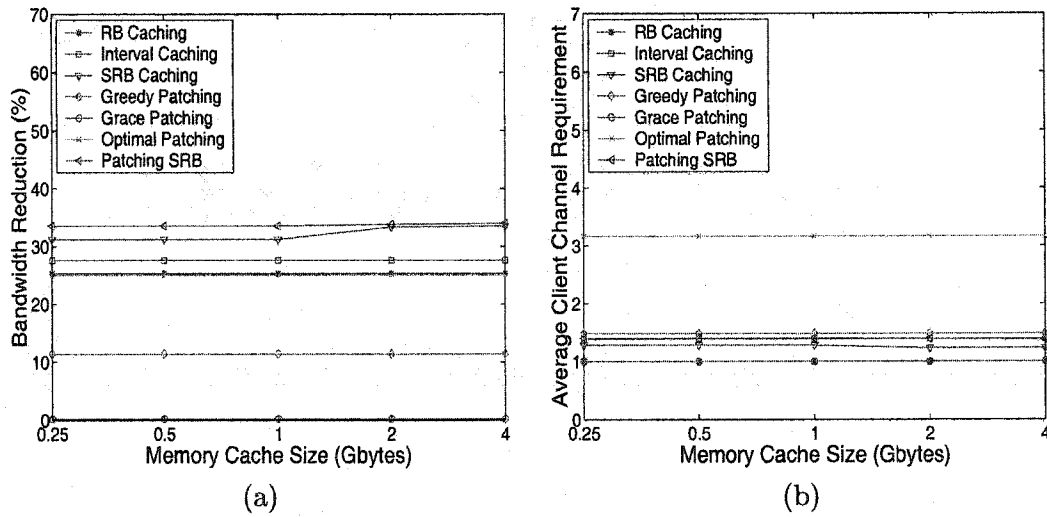 Bandwidth Reduction (%)
70
60
50
40
30
20
10
0
RB Caching
Interval Caching
SRB Caching
Greedy Patching
Grace Patching
Optimal Patching
Patching SRB
0.25
0.5
1
2
4
Memory Cache Size (Gbytes)
(a)
Average Client Channel Requirement
7
6
5
4
3
2
1
0
RB Caching
Interval Caching
SRB Caching
Greedy Patching
Grace Patching
Optimal Patching
Patching SRB
0.25
0.5
1
2
4
Memory Cache Size (Gbytes)
(b)